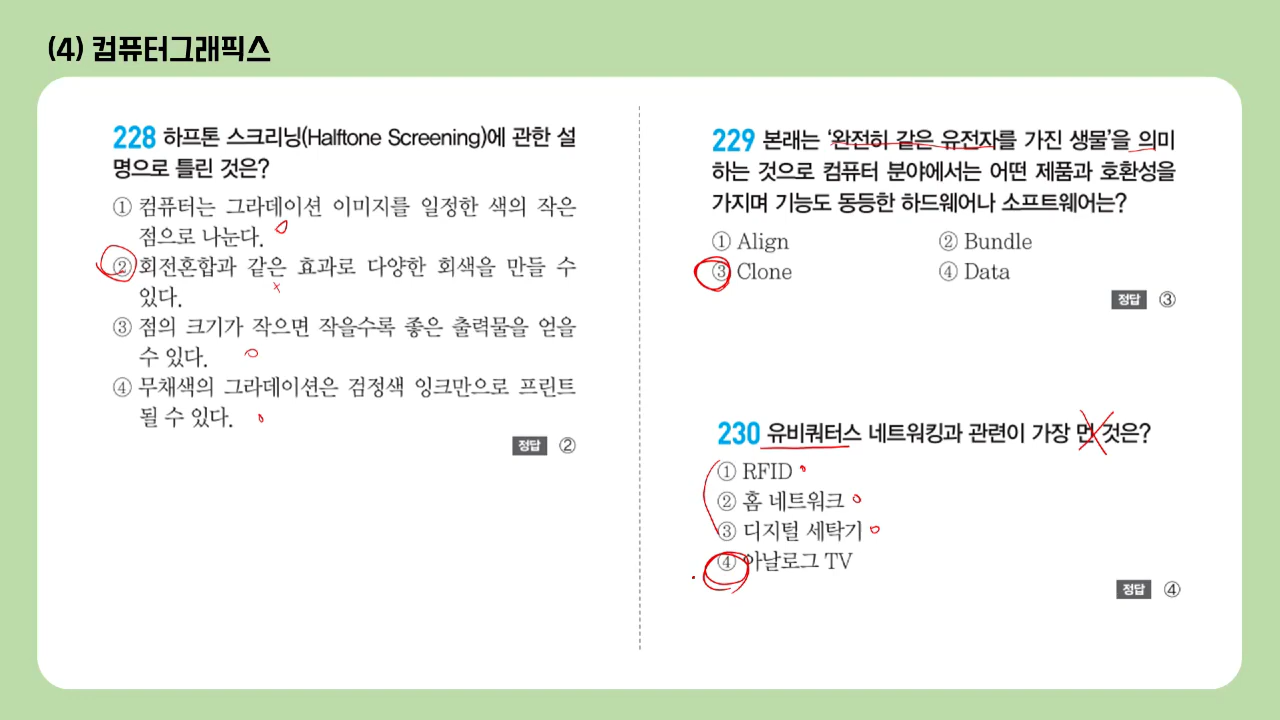 (4) 컴퓨터그래픽스
228 하프톤 스크리닝(Halftone Screening)에 관한 설
명으로 틀린 것은?
① 컴퓨터는 그라데이션 이미지를 일정한 색의 작은
점으로 나눈다.
② 회전혼합과 같은 효과로 다양한 회색을 만들 수
있다.
③ 점의 크기가 작으면 작을수록 좋은 출력물을 얻을
수 있다.
④ 무채색의 그라데이션은 검정색 잉크만으로 프린트
될 수 있다.
정답 ②
229 본래는 ‘완전히 같은 유전자를 가진 생물’을 의미
하는 것으로 컴퓨터 분야에서는 어떤 제품과 호환성을
가지며 기능도 동등한 하드웨어나 소프트웨어는?
① Align ② Bundle
③ Clone ④ Data
정답 ③
230 유비쿼터스 네트워킹과 관련이 가장 먼 것은?
① RFID
② 홈 네트워크
③ 디지털 세탁기
④ 아날로그 TV
정답 ④